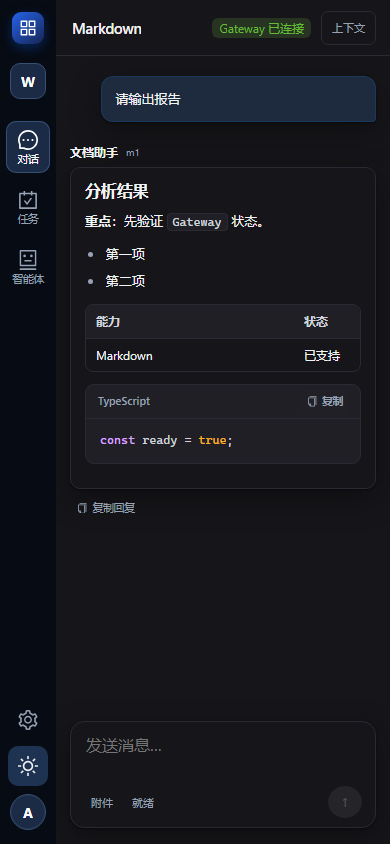 W
对话
任务
智能体
A
Markdown
Gateway 已连接
上下文
请输出报告
文档助手 m1
分析结果
重点：先验证 Gateway 状态。
第一项
第二项
能力 状态
Markdown 已支持
TypeScript 复制
const ready = true;
复制回复
发送消息...
附件 就绪